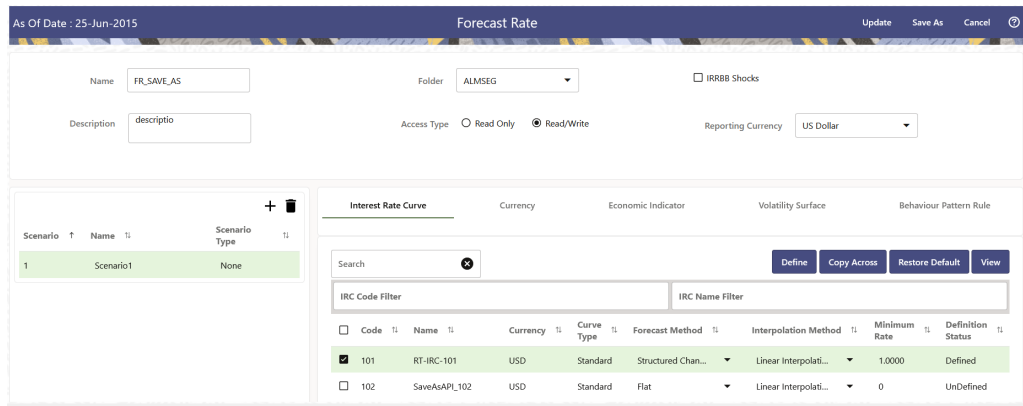 As Of Date : 25-Jun-2015 Forecast Rate Update Save As Cancel ?
Name FR_SAVE_AS Folder ALMSEG IRRBB Shocks
Description descriptio Access Type Read Only Read/Write Reporting Currency US Dollar
Interest Rate Curve Currency Economic Indicator Volatility Surface Behaviour Pattern Rule
Scenario Name Scenario Type
1 Scenario1 None
Search Define Copy Across Restore Default View
IRC Code Filter IRC Name Filter
Code Name Currency Curve Type Forecast Method Interpolation Method Minimum Rate Definition Status
101 RT-IRC-101 USD Standard Structured Chan... Linear Interpolati... 1.0000 Defined
102 SaveAsAPI_102 USD Standard Flat Linear Interpolati... 0 UnDefined